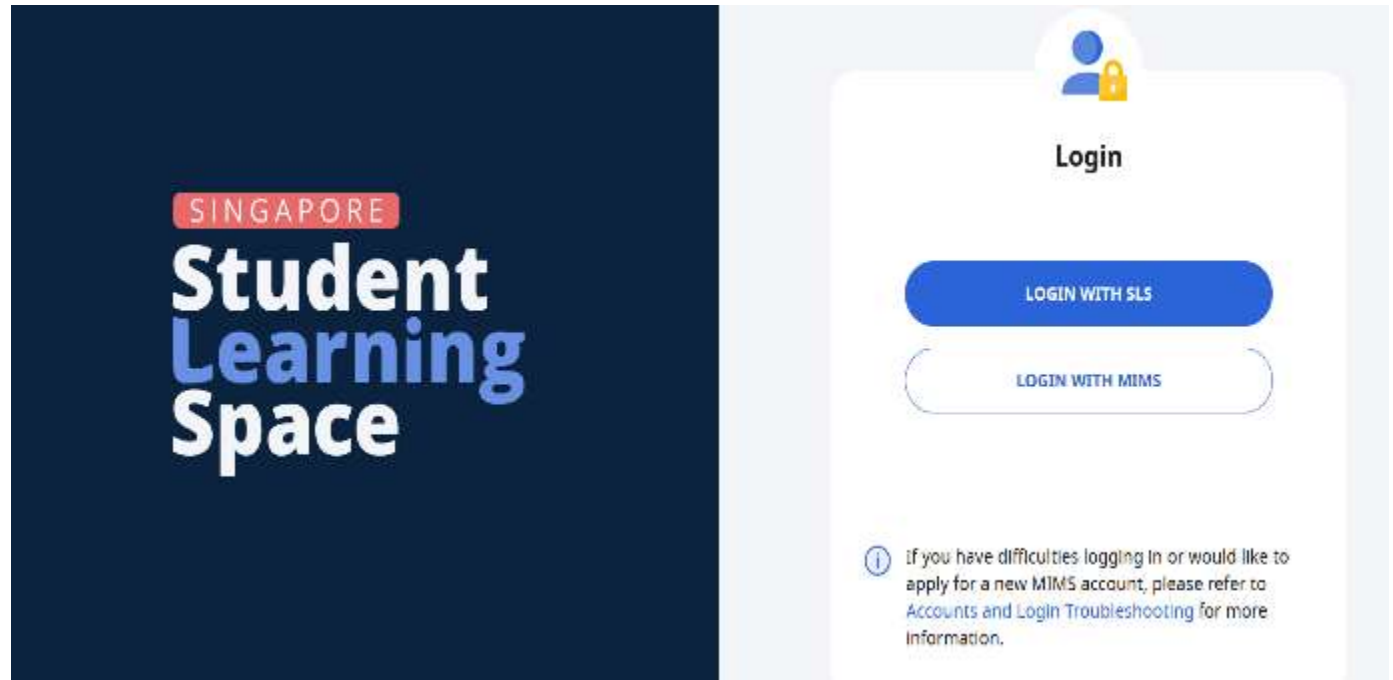 SINGAPORE
Student
Learning
Space
Login
LOGIN WITH SLS
LOGIN WITH MIMS
If you have difficulties logging in or would like to
apply for a new MIMS account, please refer to
Accounts and Login Troubleshooting for more
information.